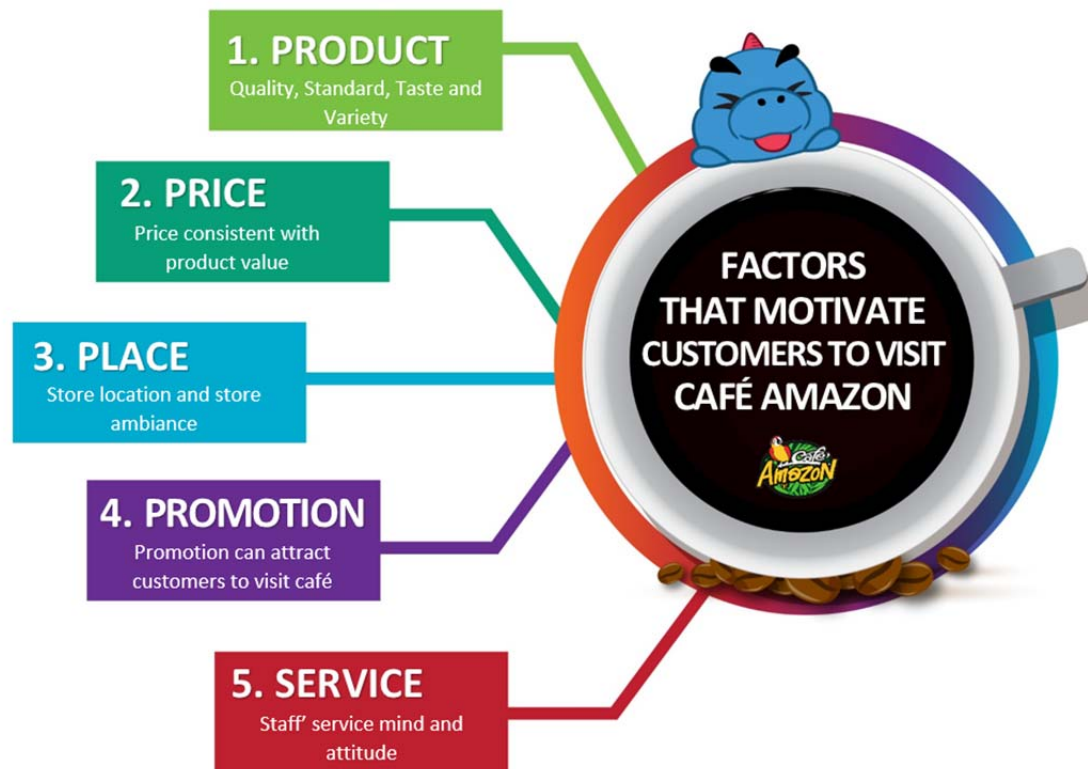 1. PRODUCT
Quality, Standard, Taste and
Variety
2. PRICE
Price consistent with
product value
3. PLACE
Store location and store
ambiance
4. PROMOTION
Promotion can attract
customers to visit café
5. SERVICE
Staff’ service mind and
attitude
FACTORS
THAT MOTIVATE
CUSTOMERS TO VISIT
CAFÉ AMAZON
Café
Amazon